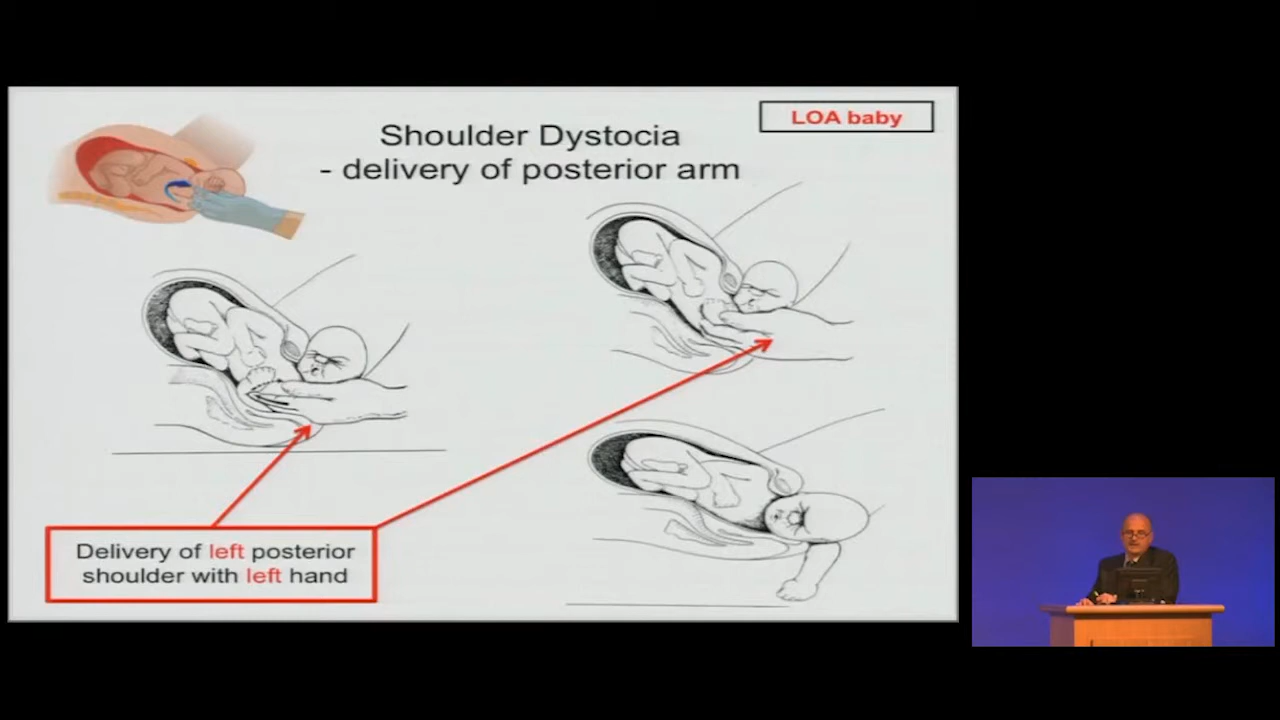 LOA baby
Shoulder Dystocia
- delivery of posterior arm
Delivery of left posterior
shoulder with left hand